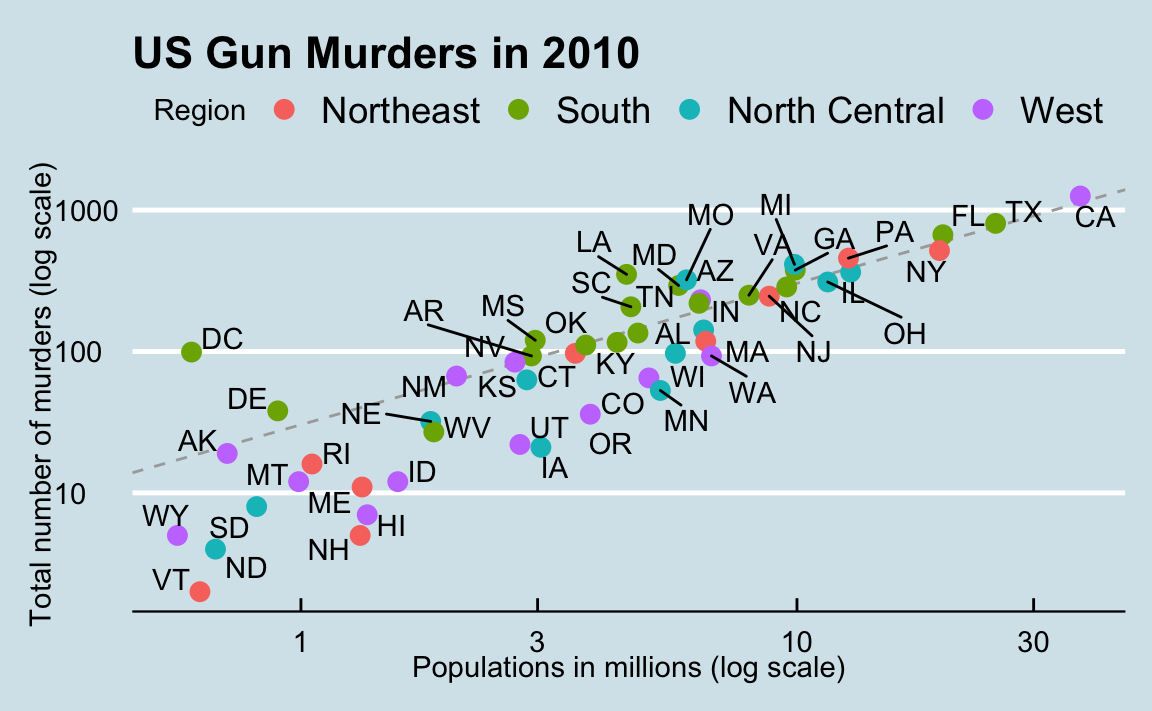 US Gun Murders in 2010
Region Northeast South North Central West
Total number of murders (log scale)
1000
100
10
MO
MI
FL
TX
CA
LA
MD
VA
GA
PA
NY
SC
TN
AZ
IL
AR
MS
OK
IN
NC
OH
DC
NV
AL
MA
NJ
NM
KS
CT
KY
WI
WA
DE
NE
WV
CO
MN
AK
UT
OR
RI
IA
MT
ID
ME
WY
SD
HI
NH
ND
VT
1 3 10 30
Populations in millions (log scale)